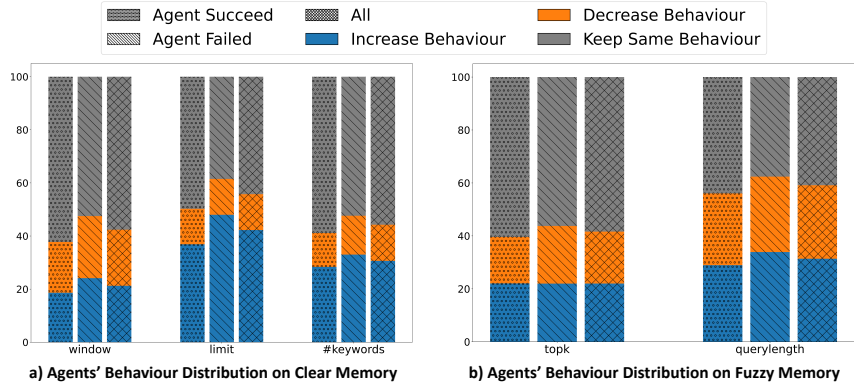 Agent Succeed All Decrease Behaviour
Agent Failed Increase Behaviour Keep Same Behaviour
100
80
60
40
20
0
window limit #keywords
a) Agents' Behaviour Distribution on Clear Memory
100
80
60
40
20
0
topk querylength
b) Agents' Behaviour Distribution on Fuzzy Memory